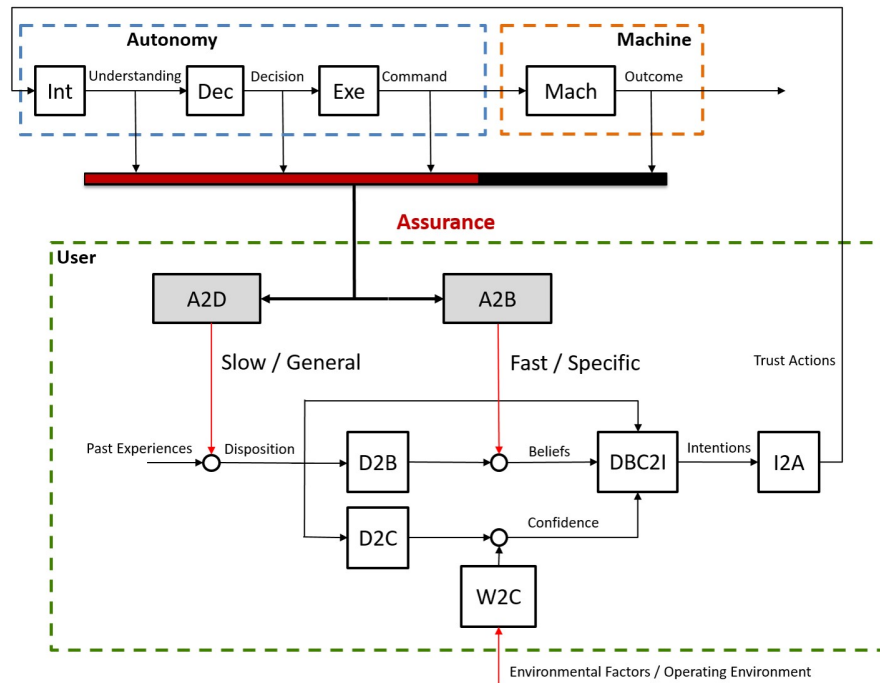 Autonomy
Machine
Int
Understanding
Dec
Decision
Exe
Command
Mach
Outcome
Assurance
User
A2D
A2B
Slow / General
Fast / Specific
Trust Actions
Past Experiences
Disposition
D2B
Beliefs
DBC2I
Intentions
I2A
D2C
Confidence
W2C
Environmental Factors / Operating Environment